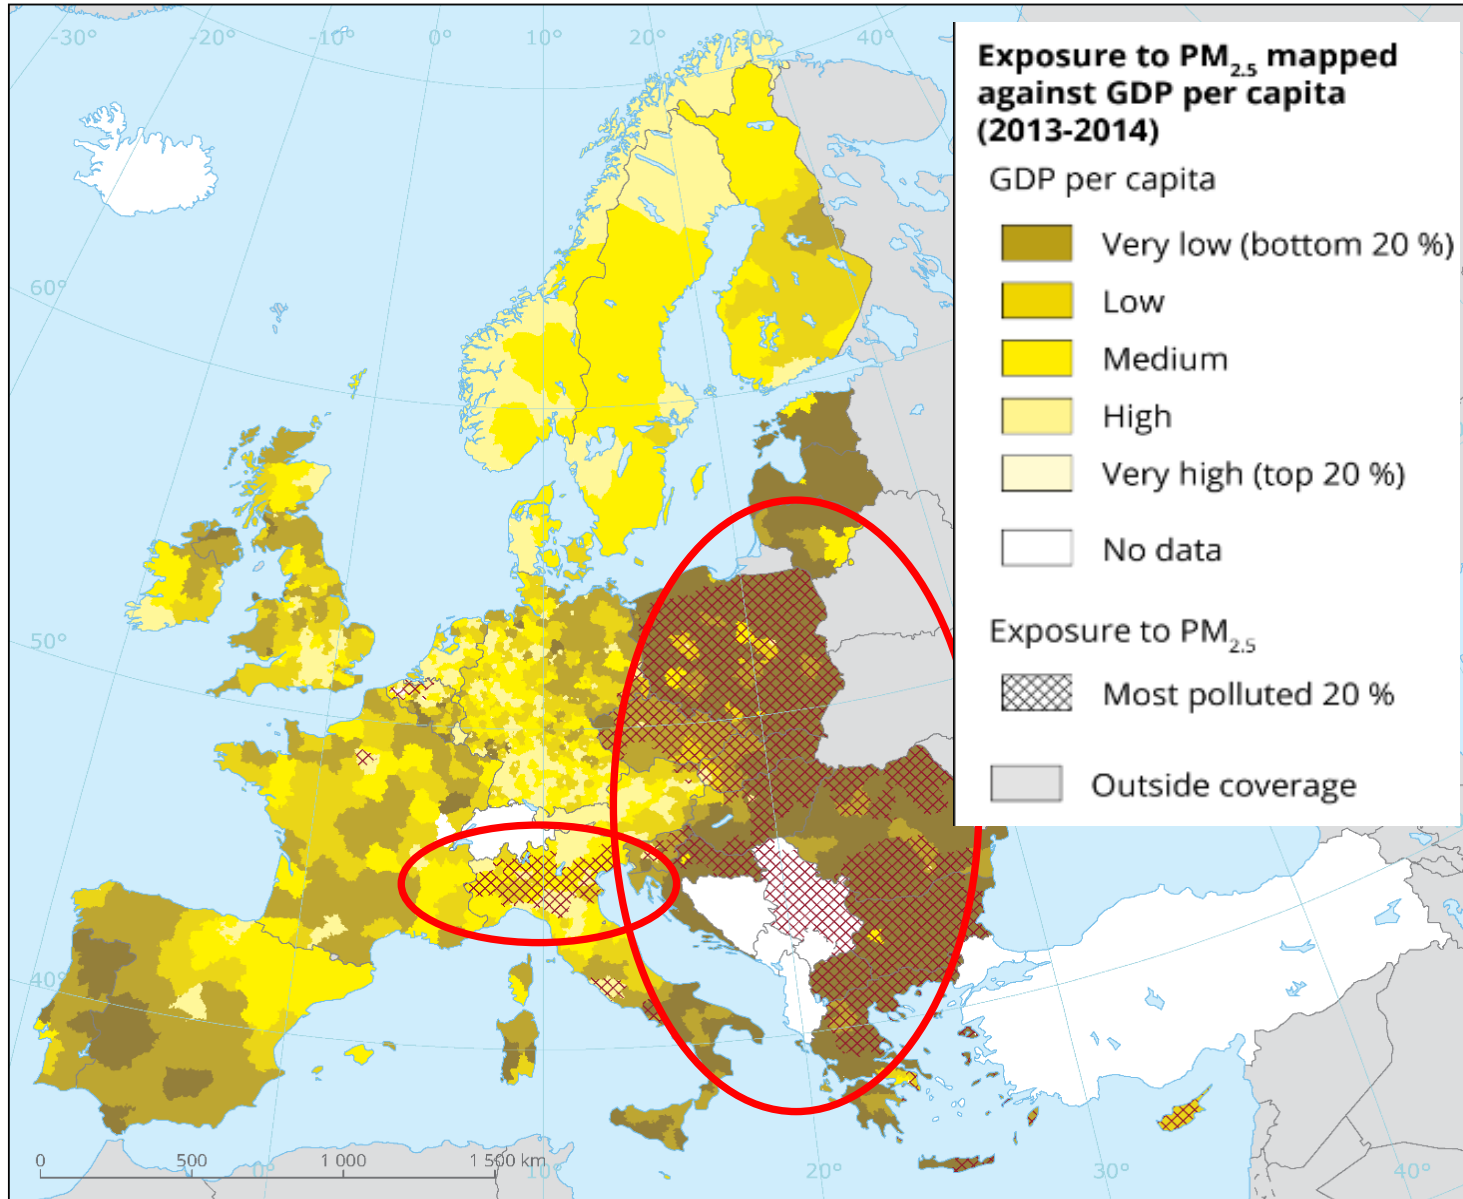 -30°
-20°
-10°
0°
10°
20°
30°
40°
60°
50°
40°
0°
10°
20°
30°
40°
0 500 1 000 1 500 km
Exposure to PM2.5 mapped
against GDP per capita
(2013-2014)
GDP per capita
Very low (bottom 20 %)
Low
Medium
High
Very high (top 20 %)
No data
Exposure to PM2.5
Most polluted 20 %
Outside coverage